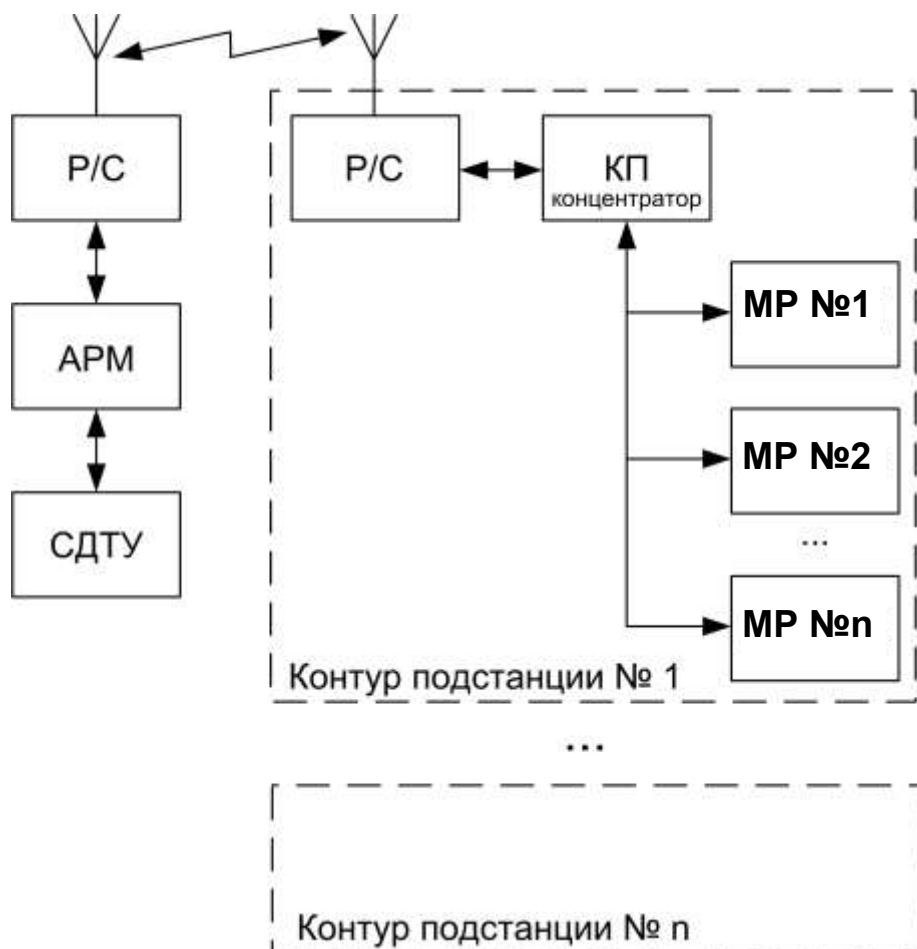 Р/С
АРМ
СДТУ
Р/С
КП
концентратор
МР №1
МР №2
...
МР №n
Контур подстанции № 1
...
Контур подстанции № n